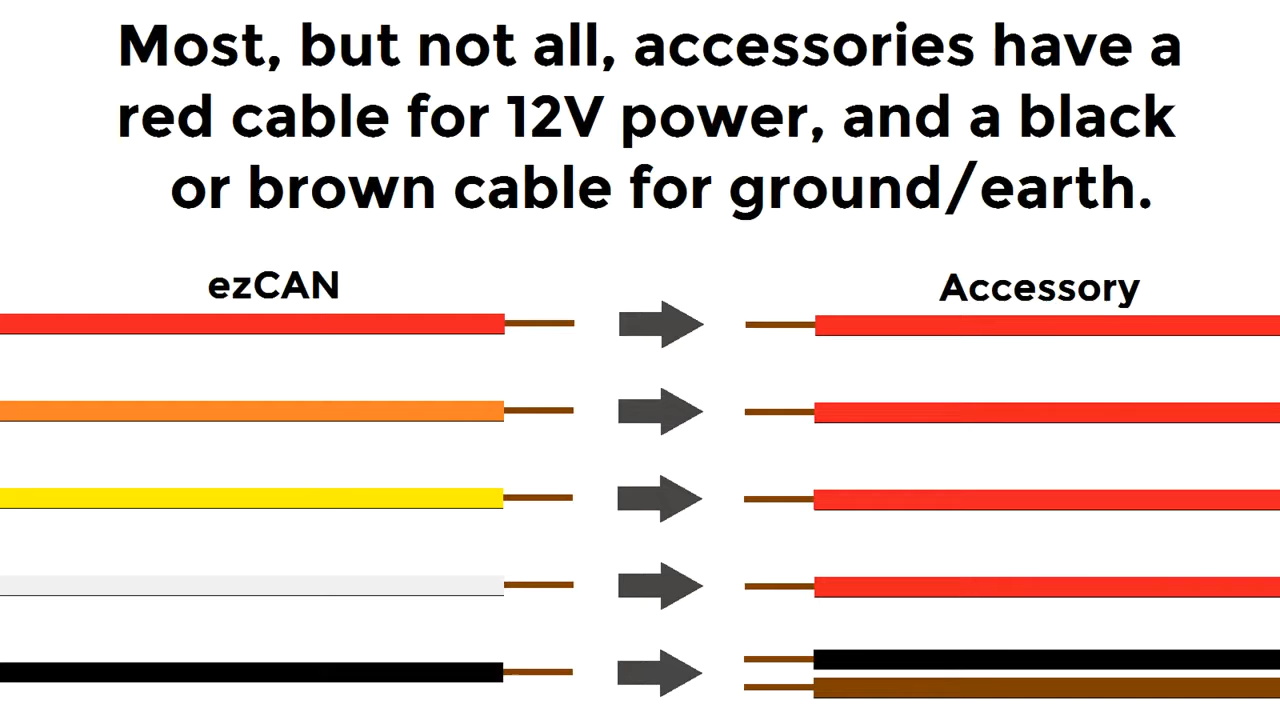 Most, but not all, accessories have a
red cable for 12V power, and a black
or brown cable for ground/earth.
ezCAN
Accessory